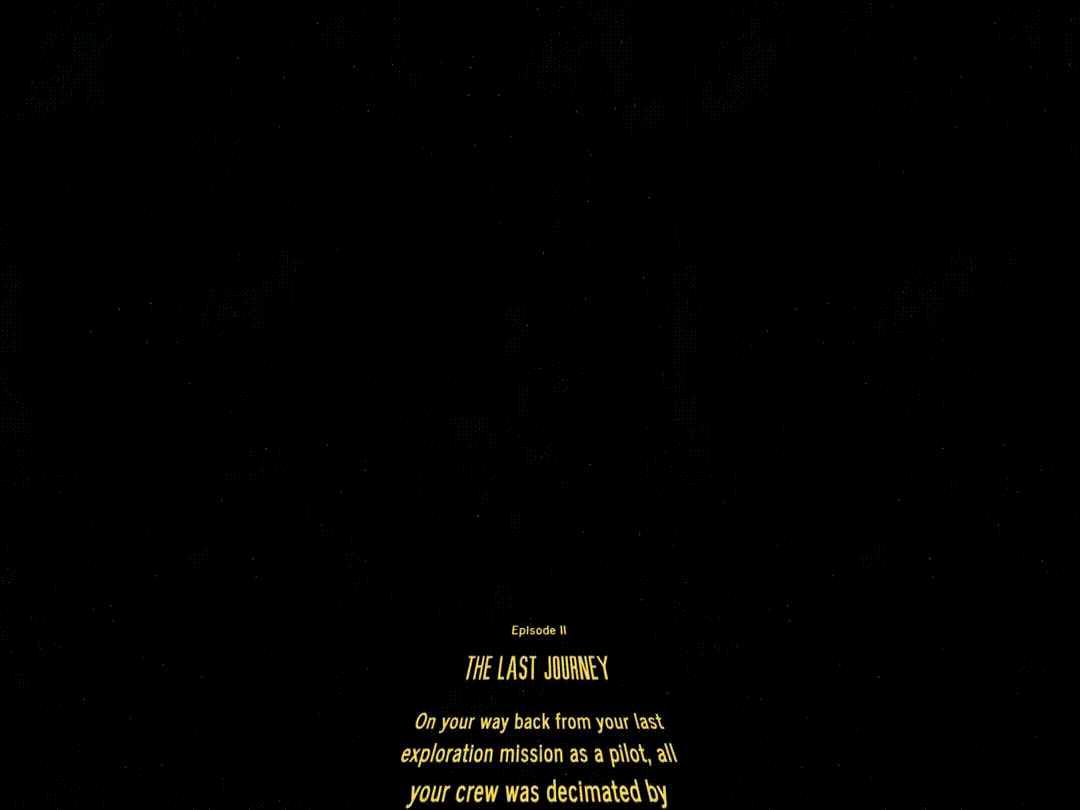 Episode II
THE LAST JOURNEY
On your way back from your last
exploration mission as a pilot, all
your crew was decimated by